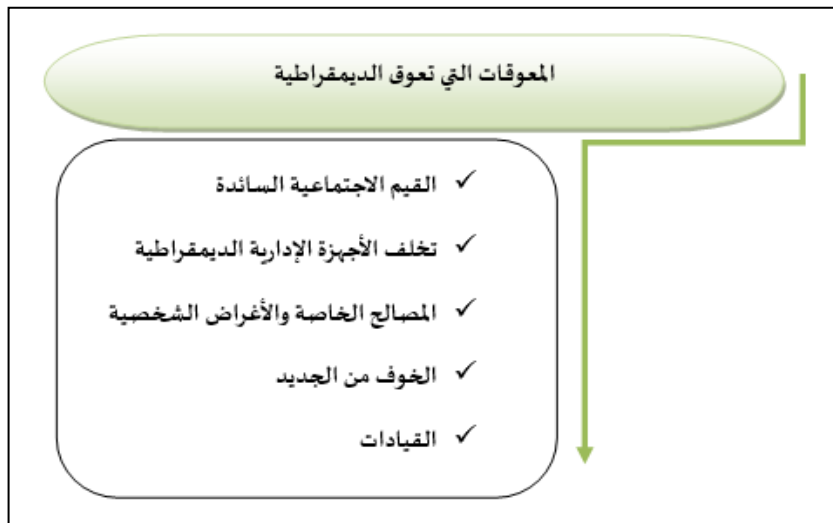 المعوقات التي تعوق الديمقراطية
✓ القيم الاجتماعية السائدة
✓ تخلف الأجهزة الإدارية الديمقراطية
✓ المصالح الخاصة والأغراض الشخصية
✓ الخوف من الجديد
✓ القيادات